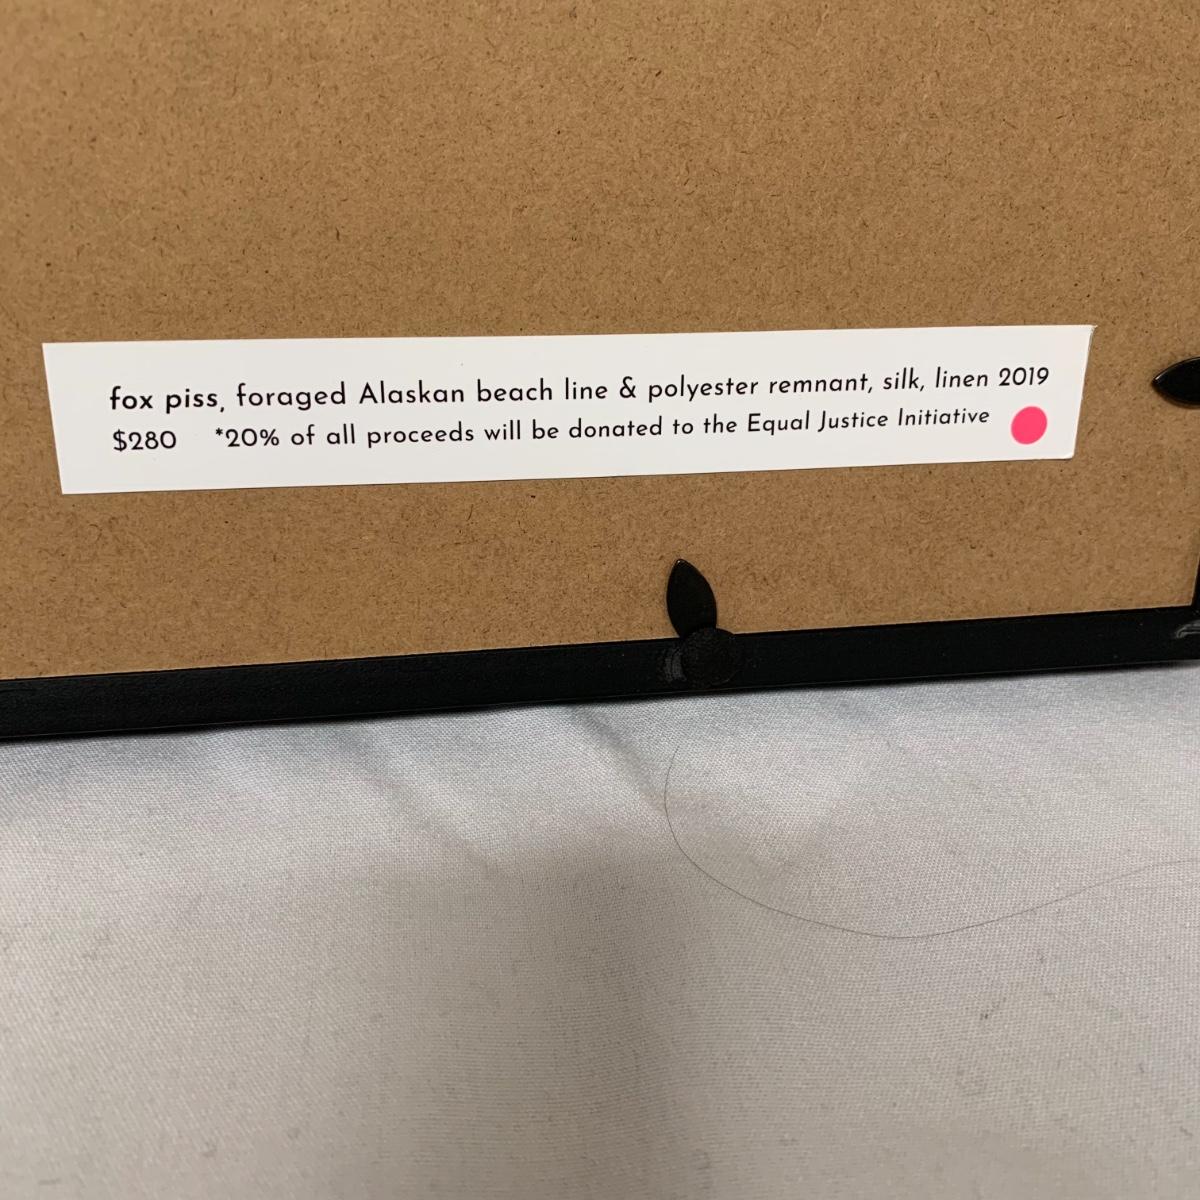 fox piss, foraged Alaskan beach line & polyester remnant, silk, linen 2019
$280 *20% of all proceeds will be donated to the Equal Justice Initiative